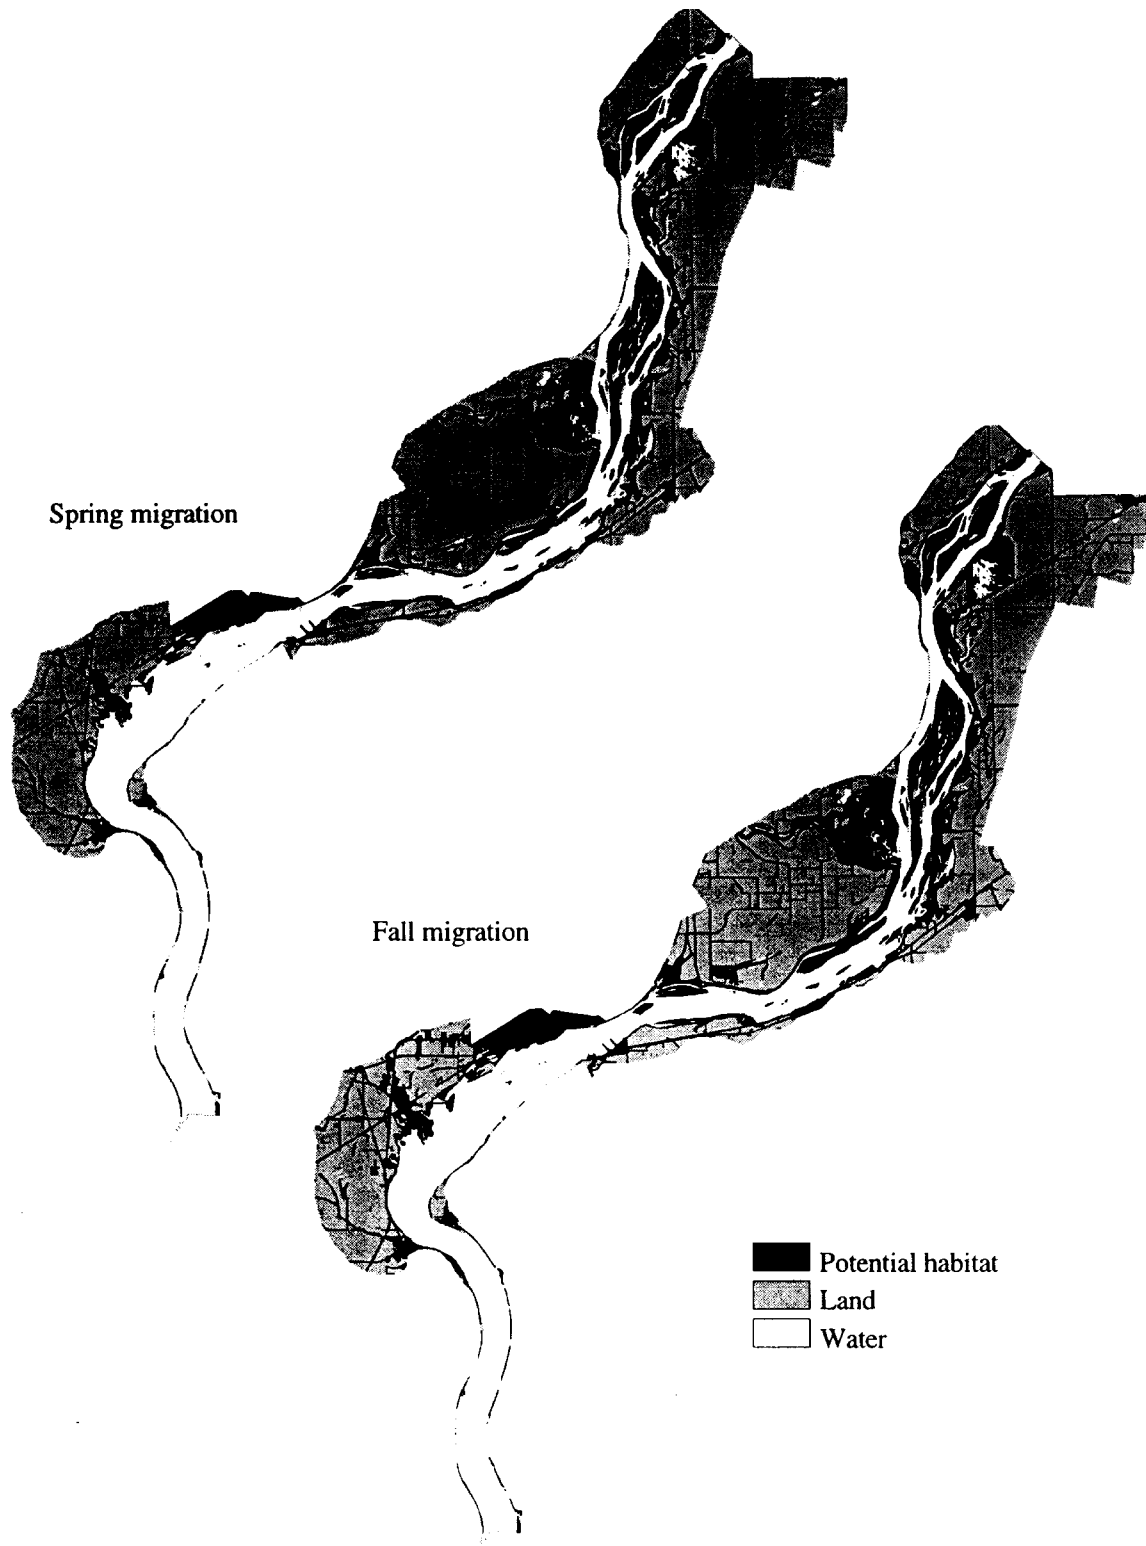 Spring migration
Fall migration
Potential habitat
Land
Water